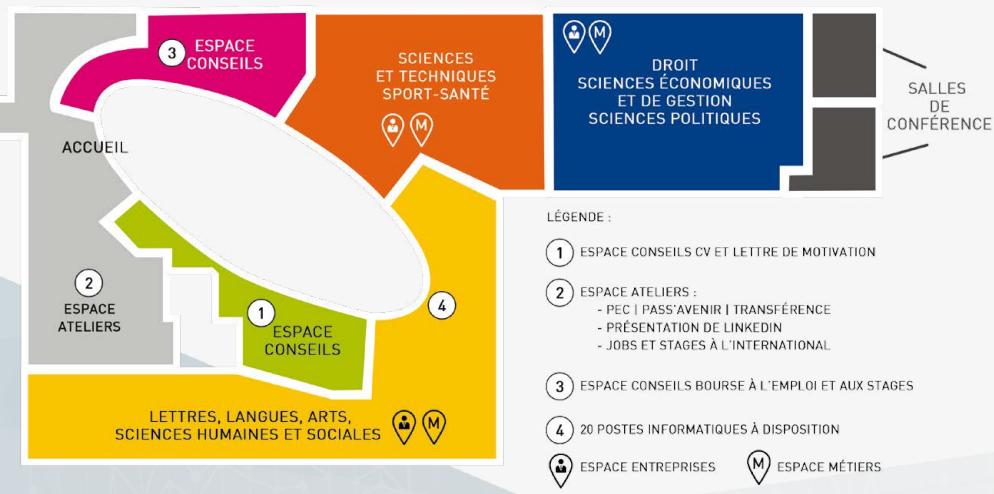 3
ESPACE
CONSEILS
SCIENCES
ET TECHNIQUES
SPORT-SANTÉ
M
M
DROIT
SCIENCES ÉCONOMIQUES
ET DE GESTION
SCIENCES POLITIQUES
SALLES
DE
CONFÉRENCE
ACCUEIL
2
ESPACE
ATELIERS
1
ESPACE
CONSEILS
4
LETTRES, LANGUES, ARTS,
SCIENCES HUMAINES ET SOCIALES
M
LÉGENDE :
1 ESPACE CONSEILS CV ET LETTRE DE MOTIVATION
2 ESPACE ATELIERS :
- PEC | PASS'AVENIR | TRANSFÉRENCE
- PRÉSENTATION DE LINKEDIN
- JOBS ET STAGES À L'INTERNATIONAL
3 ESPACE CONSEILS BOURSE À L'EMPLOI ET AUX STAGES
4 20 POSTES INFORMATIQUES À DISPOSITION
ESPACE ENTREPRISES M ESPACE MÉTIERS